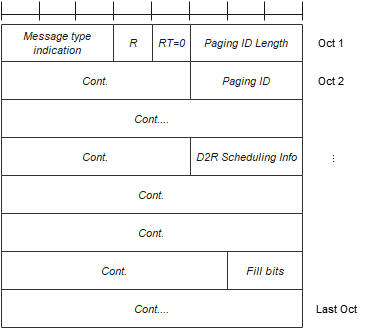 Message type indication
R
RT=0
Paging ID Length
Oct 1
Cont.
Paging ID
Oct 2
Cont....
Cont.
D2R Scheduling Info
...
Cont.
Cont.
Cont.
Fill bits
Cont....
Last Oct